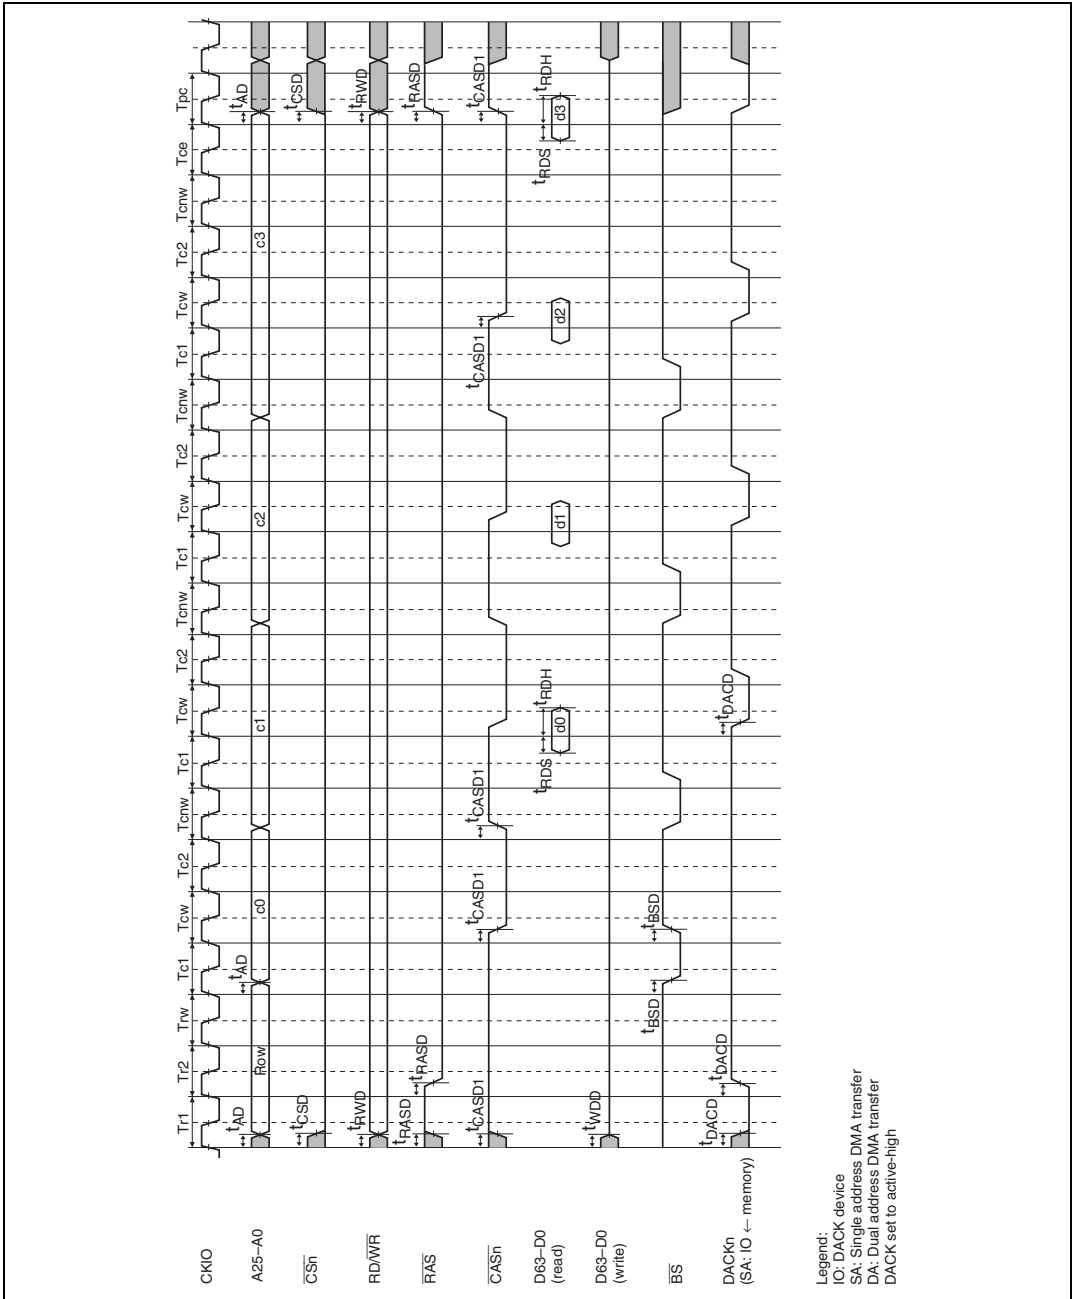 Tr1 Tr2 Trw Tc1 Tcw Tc2 Tcnw Tc1 Tcw Tc2 Tcnw Tc1 Tcw Tc2 Tcnw Tc1 Tcw Tc2 Tcnw Tce Tpc
CKIO
A25–A0
tAD Row tAD c0 c1 c2 c3 tAD
CSn
tCSD tCSD
RD/WR
tRWD tRWD
RAS
tRASD tRASD tRASD
CASn
tCASD1 tCASD1 tCASD1 tCASD1 tCASD1
D63–D0
(read)
tRDS d0 tRDH d1 d2 tRDS d3 tRDH
D63–D0
(write)
tWDD
BS
tBSD tBSD
DACKn
(SA: IO ← memory)
tDACD tDACD tDACD
Legend:
IO: DACK device
SA: Single address DMA transfer
DA: Dual address DMA transfer
DACK set to active-high